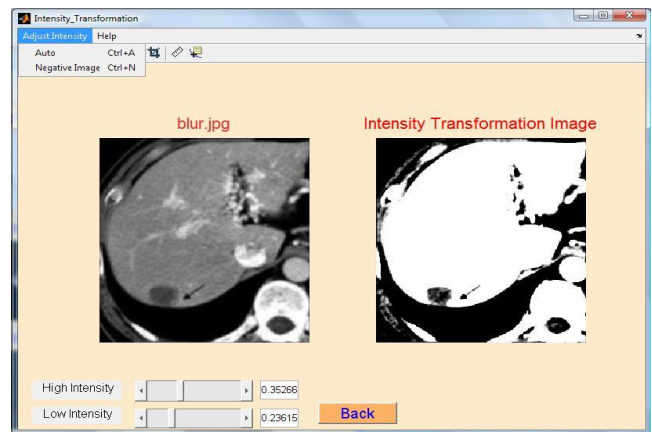 Intensity_Transformation
Adjust Intensity Help
Auto Ctrl+A
Negative Image Ctrl+N
blur.jpg Intensity Transformation Image
High Intensity 0.35266
Low Intensity 0.23615 Back